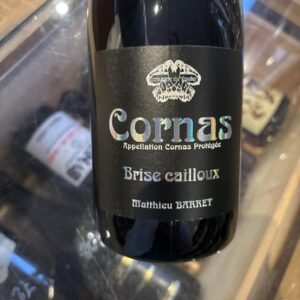 Cornas
Appellation Cornas Protégée
Brise cailloux
Matthieu BARRET